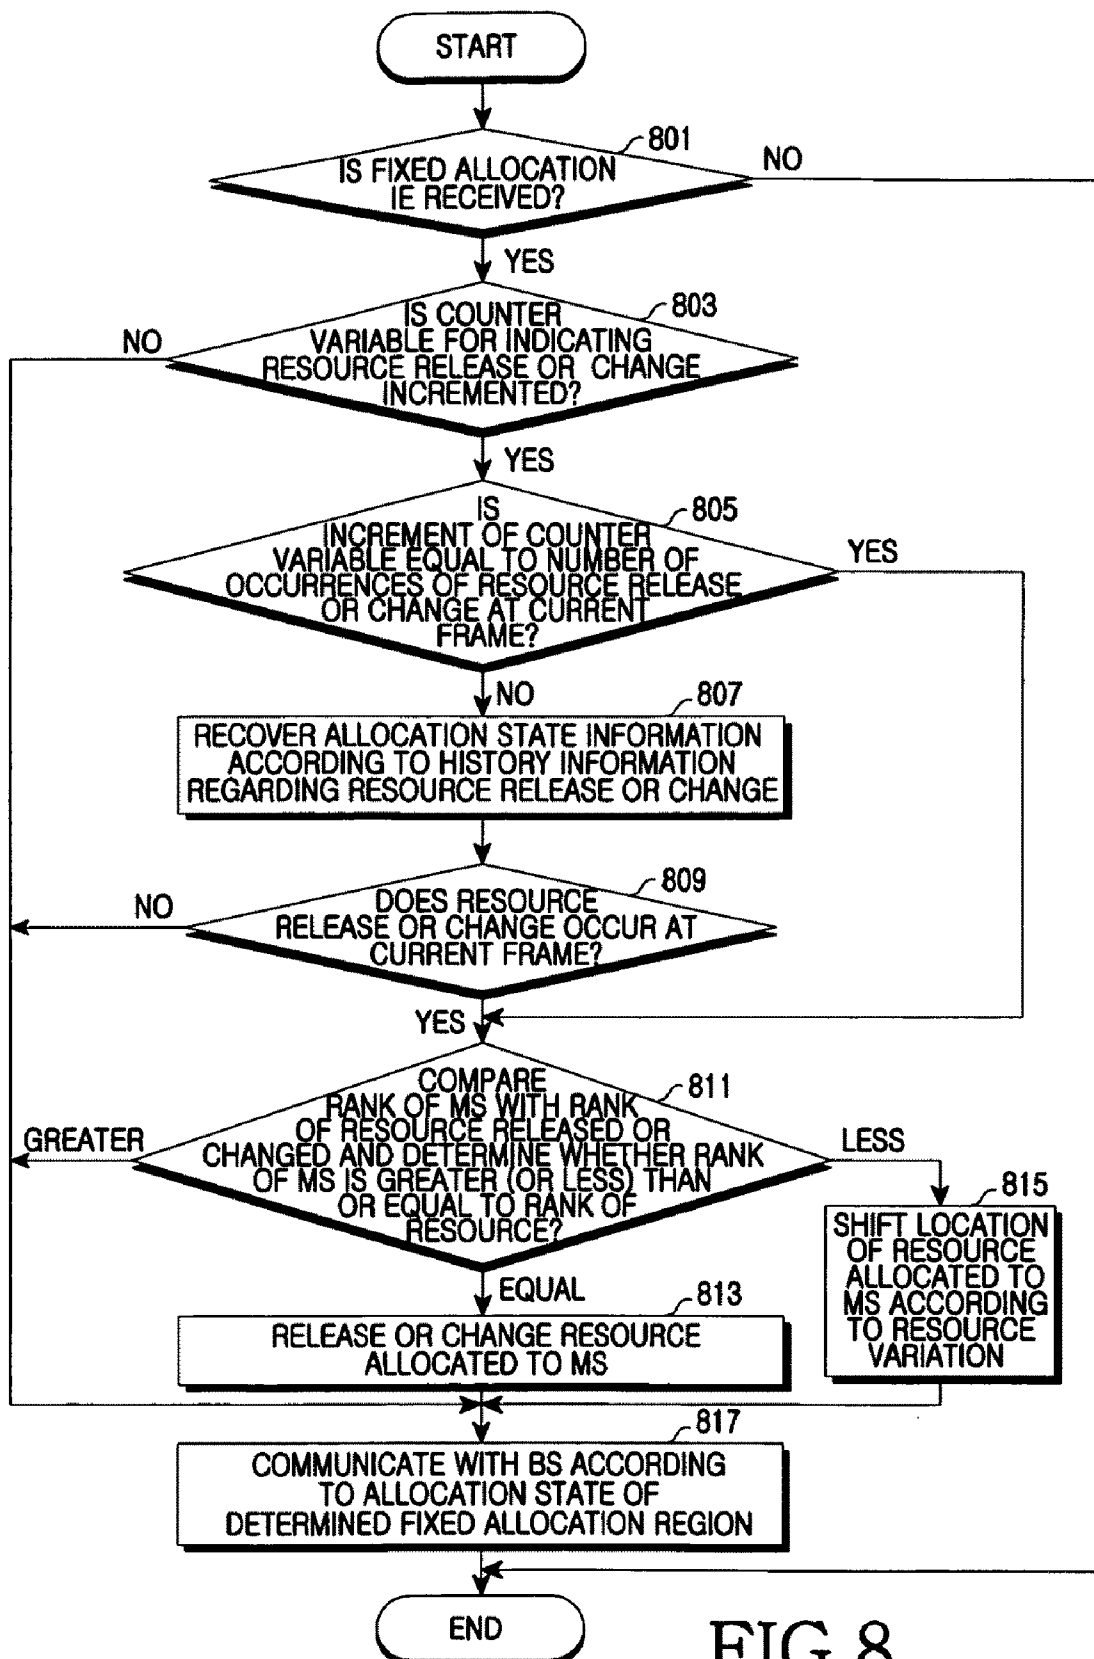 START
801
NO
IS FIXED ALLOCATION
IE RECEIVED?
YES
803
NO
IS COUNTER
VARIABLE FOR INDICATING
RESOURCE RELEASE OR CHANGE
INCREMENTED?
YES
805
YES
IS
INCREMENT OF COUNTER
VARIABLE EQUAL TO NUMBER OF
OCCURRENCES OF RESOURCE RELEASE
OR CHANGE AT CURRENT
FRAME?
NO
807
RECOVER ALLOCATION STATE INFORMATION
ACCORDING TO HISTORY INFORMATION
REGARDING RESOURCE RELEASE OR CHANGE
809
NO
DOES RESOURCE
RELEASE OR CHANGE OCCUR AT
CURRENT FRAME?
YES
811
GREATER
COMPARE
RANK OF MS WITH RANK
OF RESOURCE RELEASED OR
CHANGED AND DETERMINE WHETHER RANK
OF MS IS GREATER (OR LESS) THAN
OR EQUAL TO RANK OF
RESOURCE?
LESS
815
SHIFT LOCATION
OF RESOURCE
ALLOCATED TO
MS ACCORDING
TO RESOURCE
VARIATION
EQUAL
813
RELEASE OR CHANGE RESOURCE
ALLOCATED TO MS
817
COMMUNICATE WITH BS ACCORDING
TO ALLOCATION STATE OF
DETERMINED FIXED ALLOCATION REGION
END
FIG.8